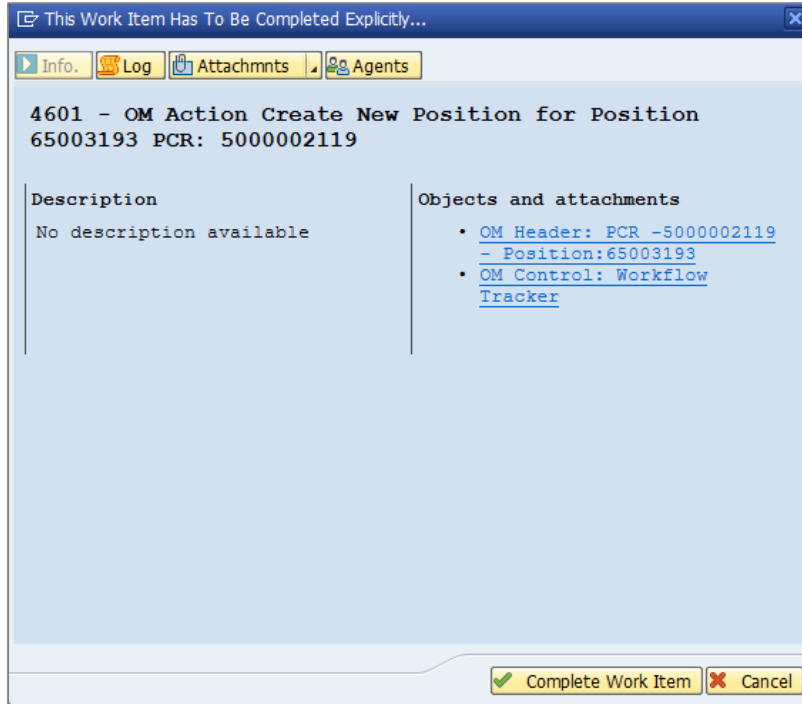 This Work Item Has To Be Completed Explicitly...
Info. Log Attachmnts Agents
4601 - OM Action Create New Position for Position
65003193 PCR: 5000002119
Description
No description available
Objects and attachments
• OM Header: PCR -5000002119
- Position:65003193
• OM Control: Workflow
Tracker
Complete Work Item Cancel